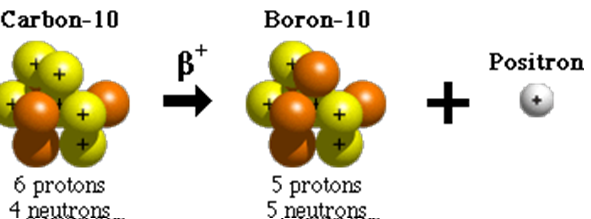 Carbon-10
Boron-10
β+
Positron
+
6 protons
4 neutrons
5 protons
5 neutrons